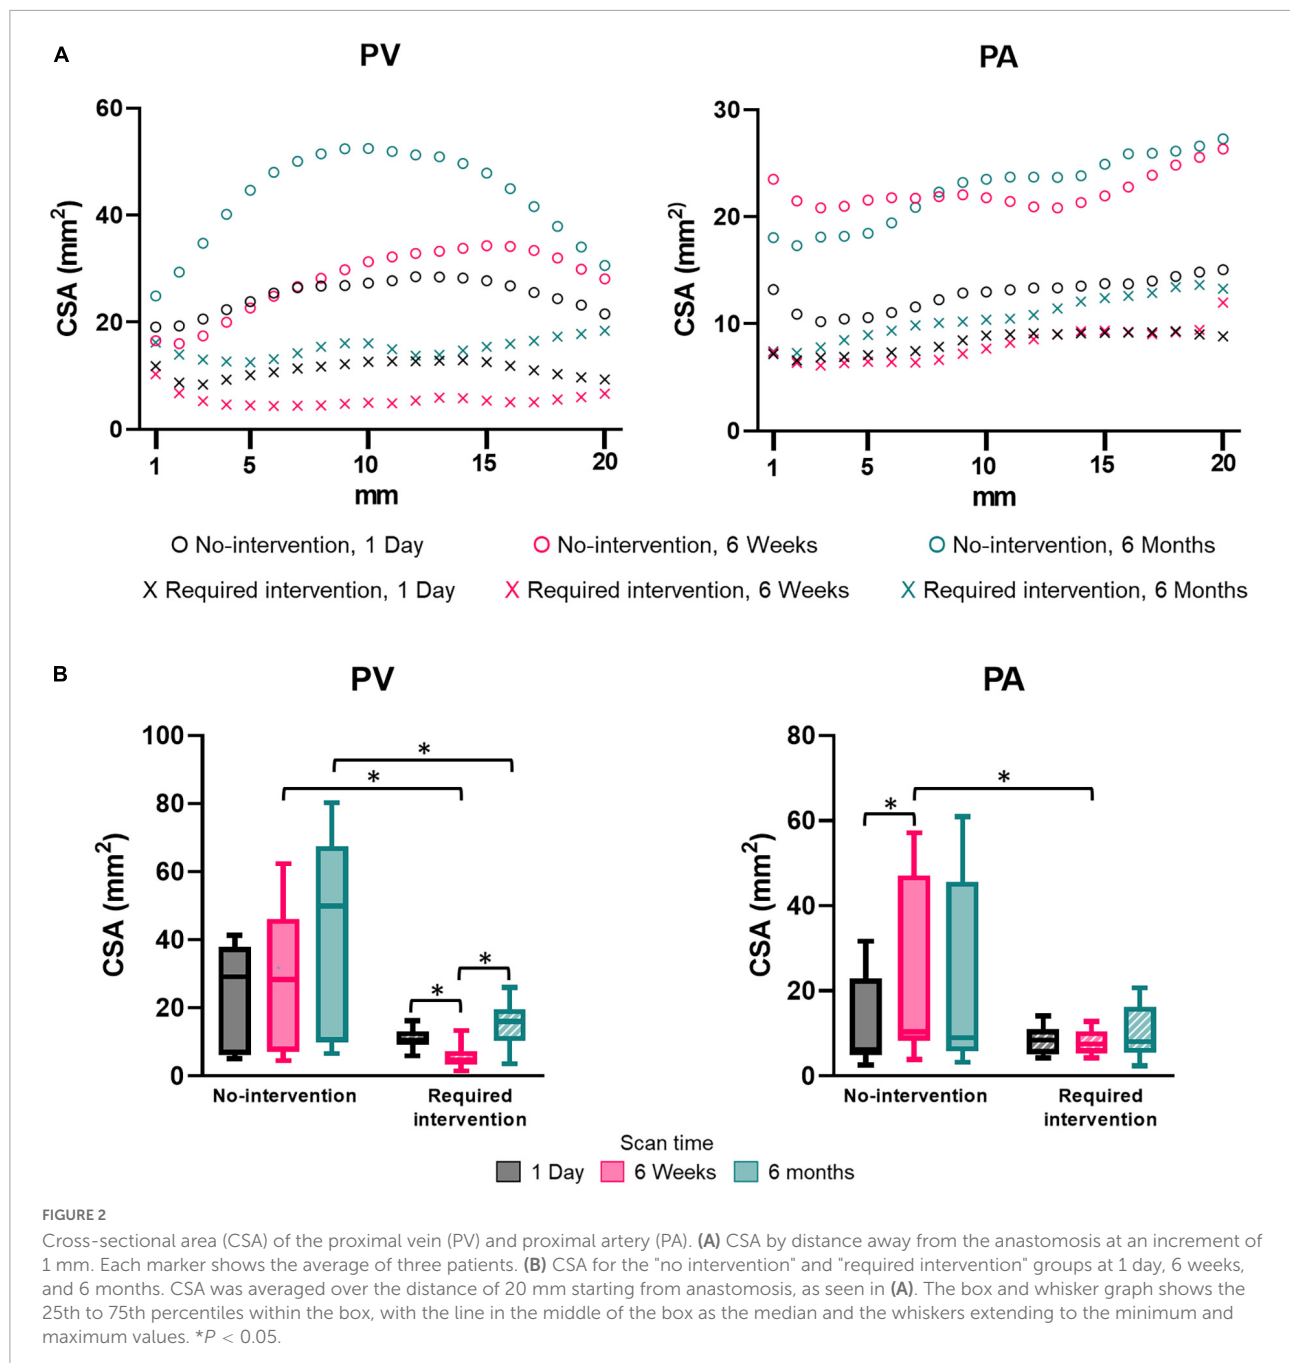 A
PV
PA
60
40
20
0
CSA (mm²)
1
5
10
15
20
mm
30
20
10
0
CSA (mm²)
1
5
10
15
20
mm
No-intervention, 1 Day
No-intervention, 6 Weeks
No-intervention, 6 Months
Required intervention, 1 Day
Required intervention, 6 Weeks
Required intervention, 6 Months
B
PV
PA
100
80
60
40
20
0
CSA (mm²)
*
*
*
*
No-intervention
Required
intervention
80
60
40
20
0
CSA (mm²)
*
*
No-intervention
Required
intervention
Scan time
1 Day
6 Weeks
6 months
FIGURE 2
Cross-sectional area (CSA) of the proximal vein (PV) and proximal artery (PA). (A) CSA by distance away from the anastomosis at an increment of
1 mm. Each marker shows the average of three patients. (B) CSA for the "no intervention" and "required intervention" groups at 1 day, 6 weeks,
and 6 months. CSA was averaged over the distance of 20 mm starting from anastomosis, as seen in (A). The box and whisker graph shows the
25th to 75th percentiles within the box, with the line in the middle of the box as the median and the whiskers extending to the minimum and
maximum values. *P < 0.05.